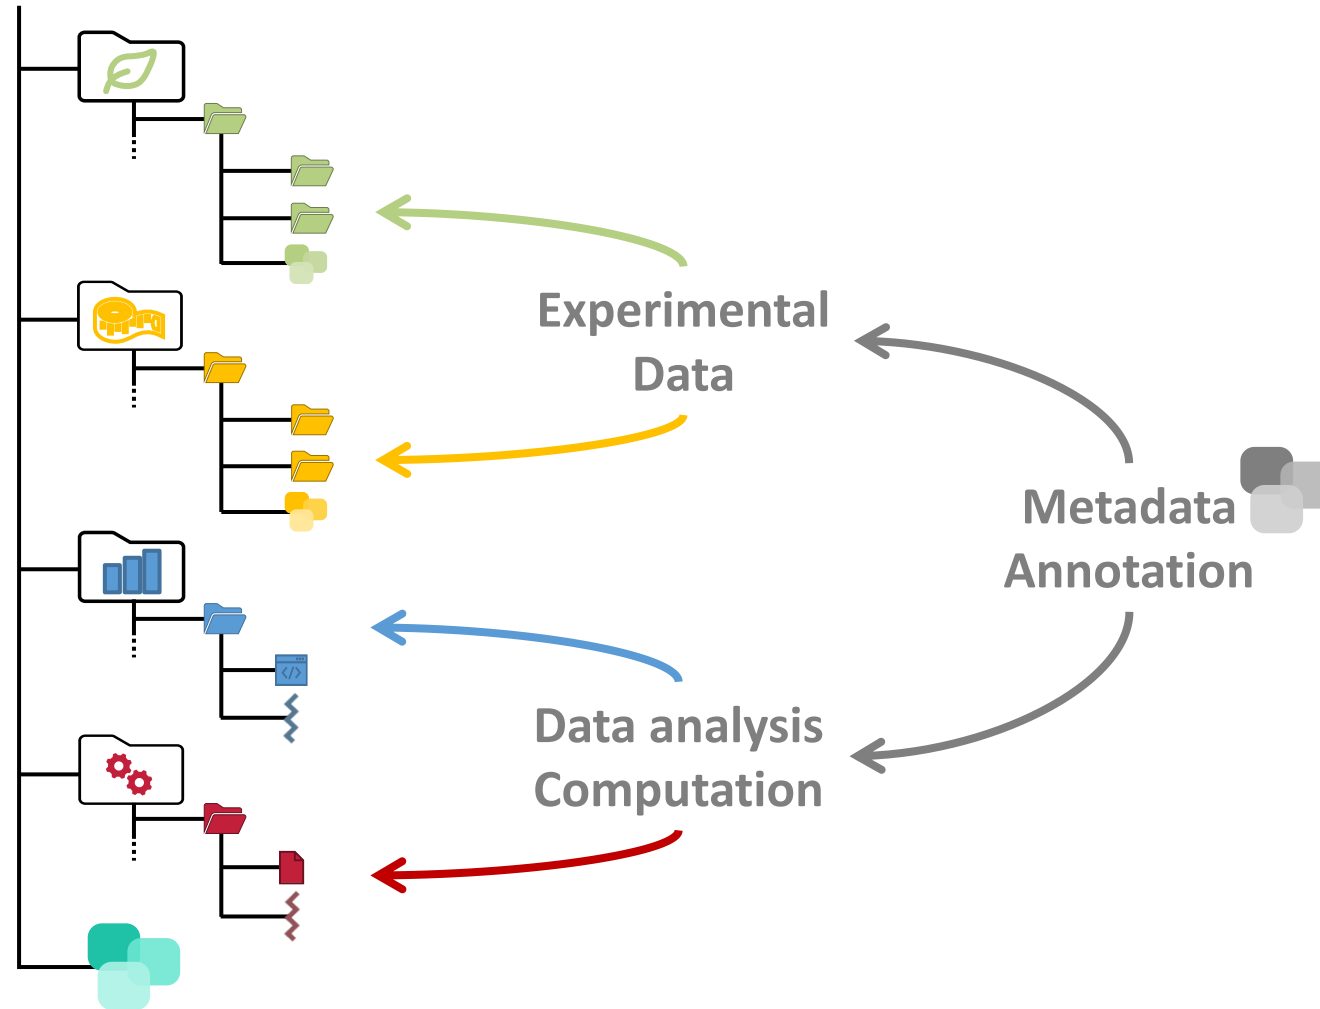 Experimental
Data
Metadata
Annotation
Data analysis
Computation